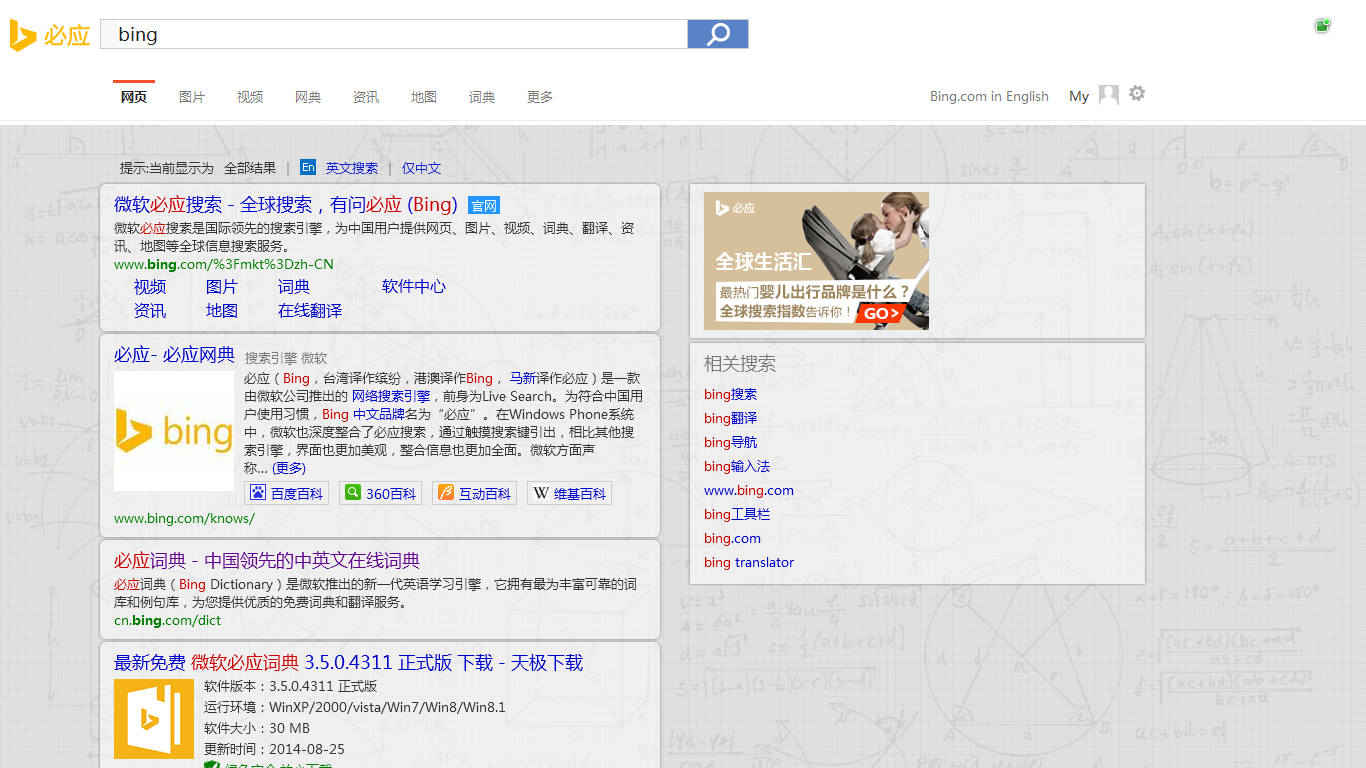 必应
bing
网页 图片 视频 网典 资讯 地图 词典 更多
Bing.com in English My
提示:当前显示为 全部结果 | En 英文搜索 | 仅中文
微软必应搜索 - 全球搜索，有问必应 (Bing) 官网
微软必应搜索是国际领先的搜索引擎，为中国用户提供网页、图片、视频、词典、翻译、资
讯、地图等全球信息搜索服务。
www.bing.com/%3Fmkt%3Dzh-CN
视频 图片 词典 软件中心
资讯 地图 在线翻译
必应- 必应网典 搜索引擎 微软
bing
必应（Bing，台湾译作缤纷，港澳译作Bing， 马新译作必应）是一款
由微软公司推出的 网络搜索引擎，前身为Live Search。为符合中国用
户使用习惯，Bing 中文品牌名为“必应”。在Windows Phone系统
中，微软也深度整合了必应搜索，通过触摸搜索键引出，相比其他搜
索引擎，界面也更加美观，整合信息也更加全面。微软方面声
称... (更多)
百度百科 360百科 互动百科 W 维基百科
www.bing.com/knows/
必应词典 - 中国领先的中英文在线词典
必应词典（Bing Dictionary）是微软推出的新一代英语学习引擎，它拥有最为丰富可靠的词
库和例句库，为您提供优质的免费词典和翻译服务。
cn.bing.com/dict
最新免费 微软必应词典 3.5.0.4311 正式版 下载 - 天极下载
软件版本：3.5.0.4311 正式版
运行环境：WinXP/2000/vista/Win7/Win8/Win8.1
软件大小：30 MB
更新时间：2014-08-25
必应
全球生活汇
最热门婴儿出行品牌是什么？
全球搜索指数告诉你！ GO>
相关搜索
bing搜索
bing翻译
bing导航
bing输入法
www.bing.com
bing工具栏
bing.com
bing translator